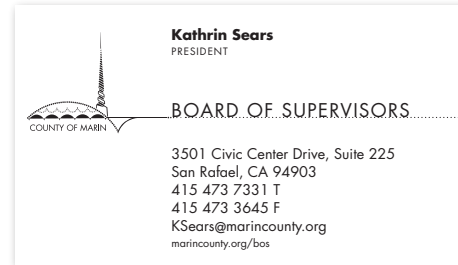 Kathrin Sears
PRESIDENT
COUNTY OF MARIN
BOARD OF SUPERVISORS
3501 Civic Center Drive, Suite 225
San Rafael, CA 94903
415 473 7331 T
415 473 3645 F
KSears@marincounty.org
marincounty.org/bos